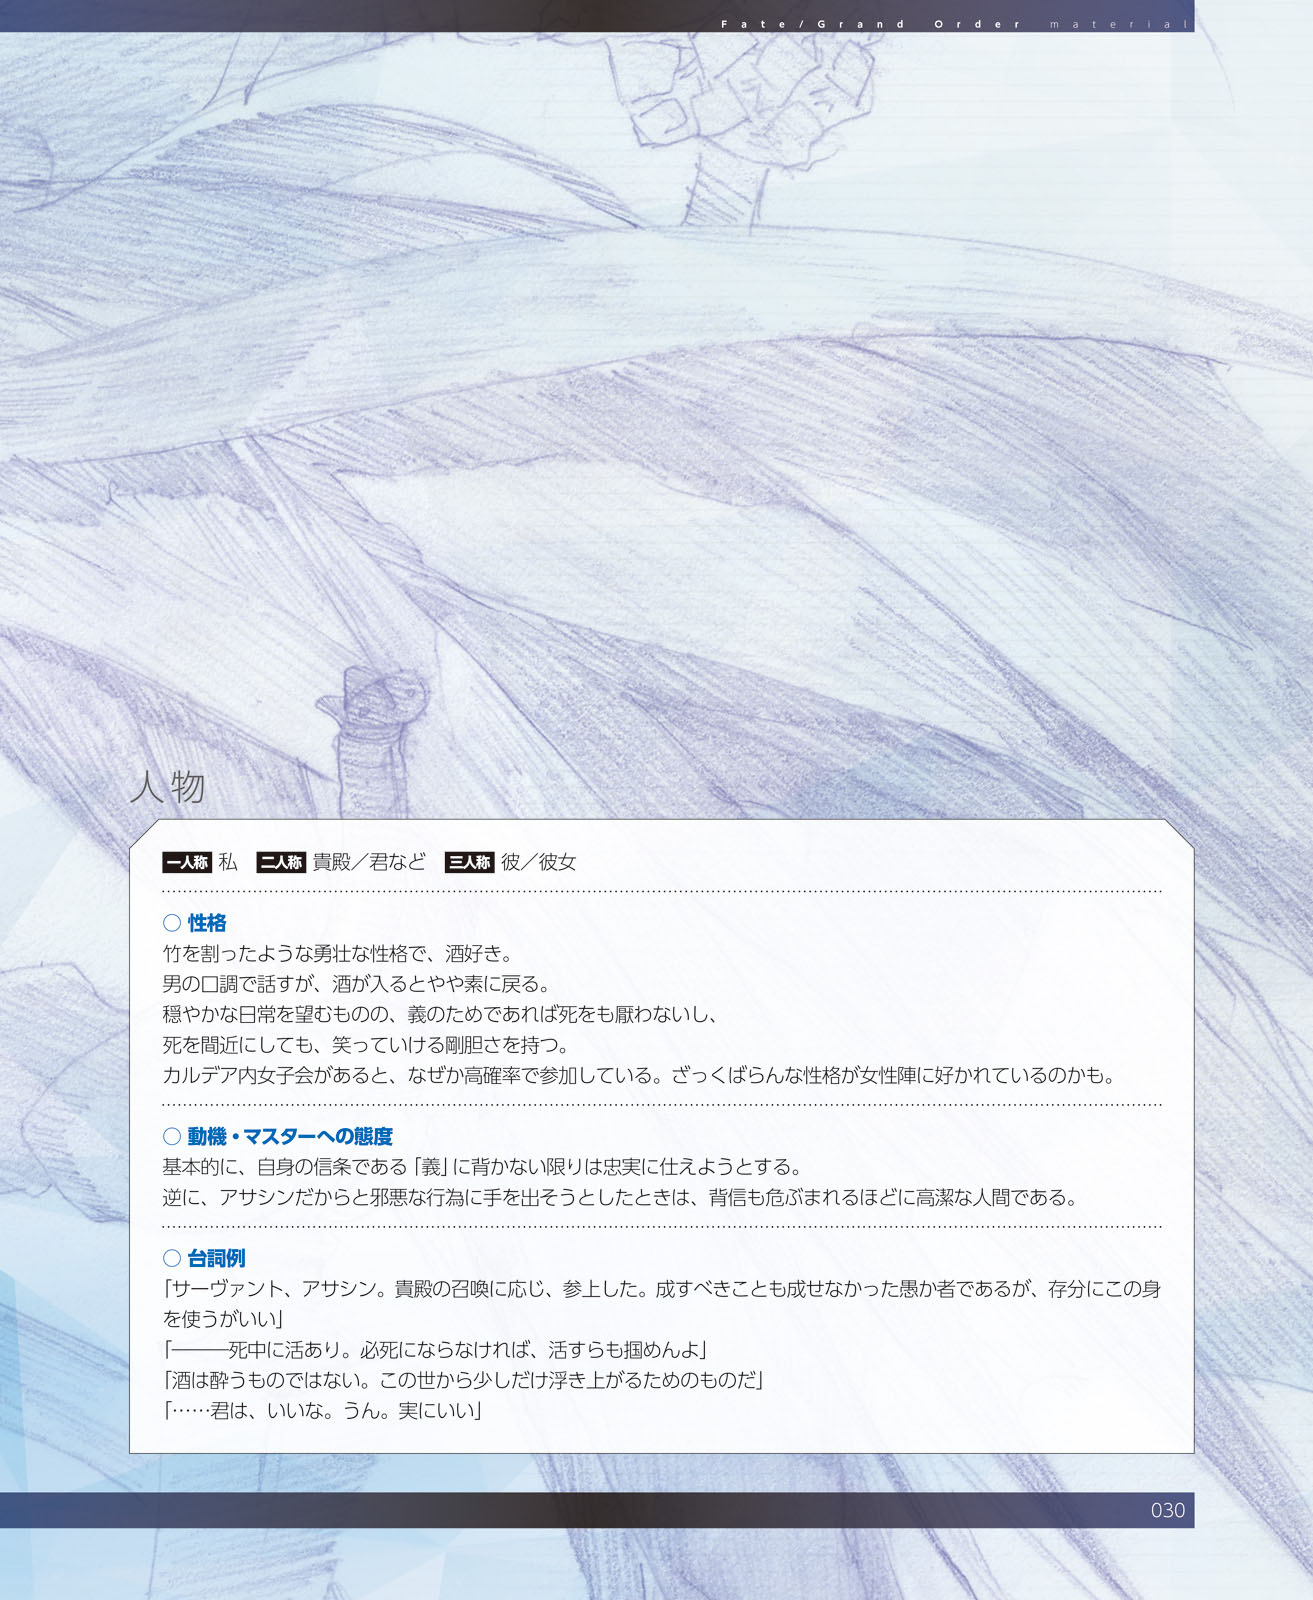 Fate/Grand Order material
人物
一人称 私 二人称 貴殿／君など 三人称 彼／彼女
○ 性格
竹を割ったような勇壮な性格で、酒好き。
男の口調で話すが、酒が入るとやや素に戻る。
穏やかな日常を望むものの、義のためであれば死をも厭わないし、
死を間近にしても、笑っていける剛胆さを持つ。
カルデア内女子会があると、なぜか高確率で参加している。ざっくばらんな性格が女性陣に好かれているのかも。
○ 動機・マスターへの態度
基本的に、自身の信条である「義」に背かない限りは忠実に仕えようとする。
逆に、アサシンだからと邪悪な行為に手を出そうとしたときは、背信も危ぶまれるほどに高潔な人間である。
○ 台詞例
「サーヴァント、アサシン。貴殿の召喚に応じ、参上した。成すべきことも成せなかった愚か者であるが、存分にこの身
を使うがいい」
「―――死中に活あり。必死にならなければ、活すらも掴めんよ」
「酒は酔うものではない。この世から少しだけ浮き上がるためのものだ」
「……君は、いいな。うん。実にいい」
030